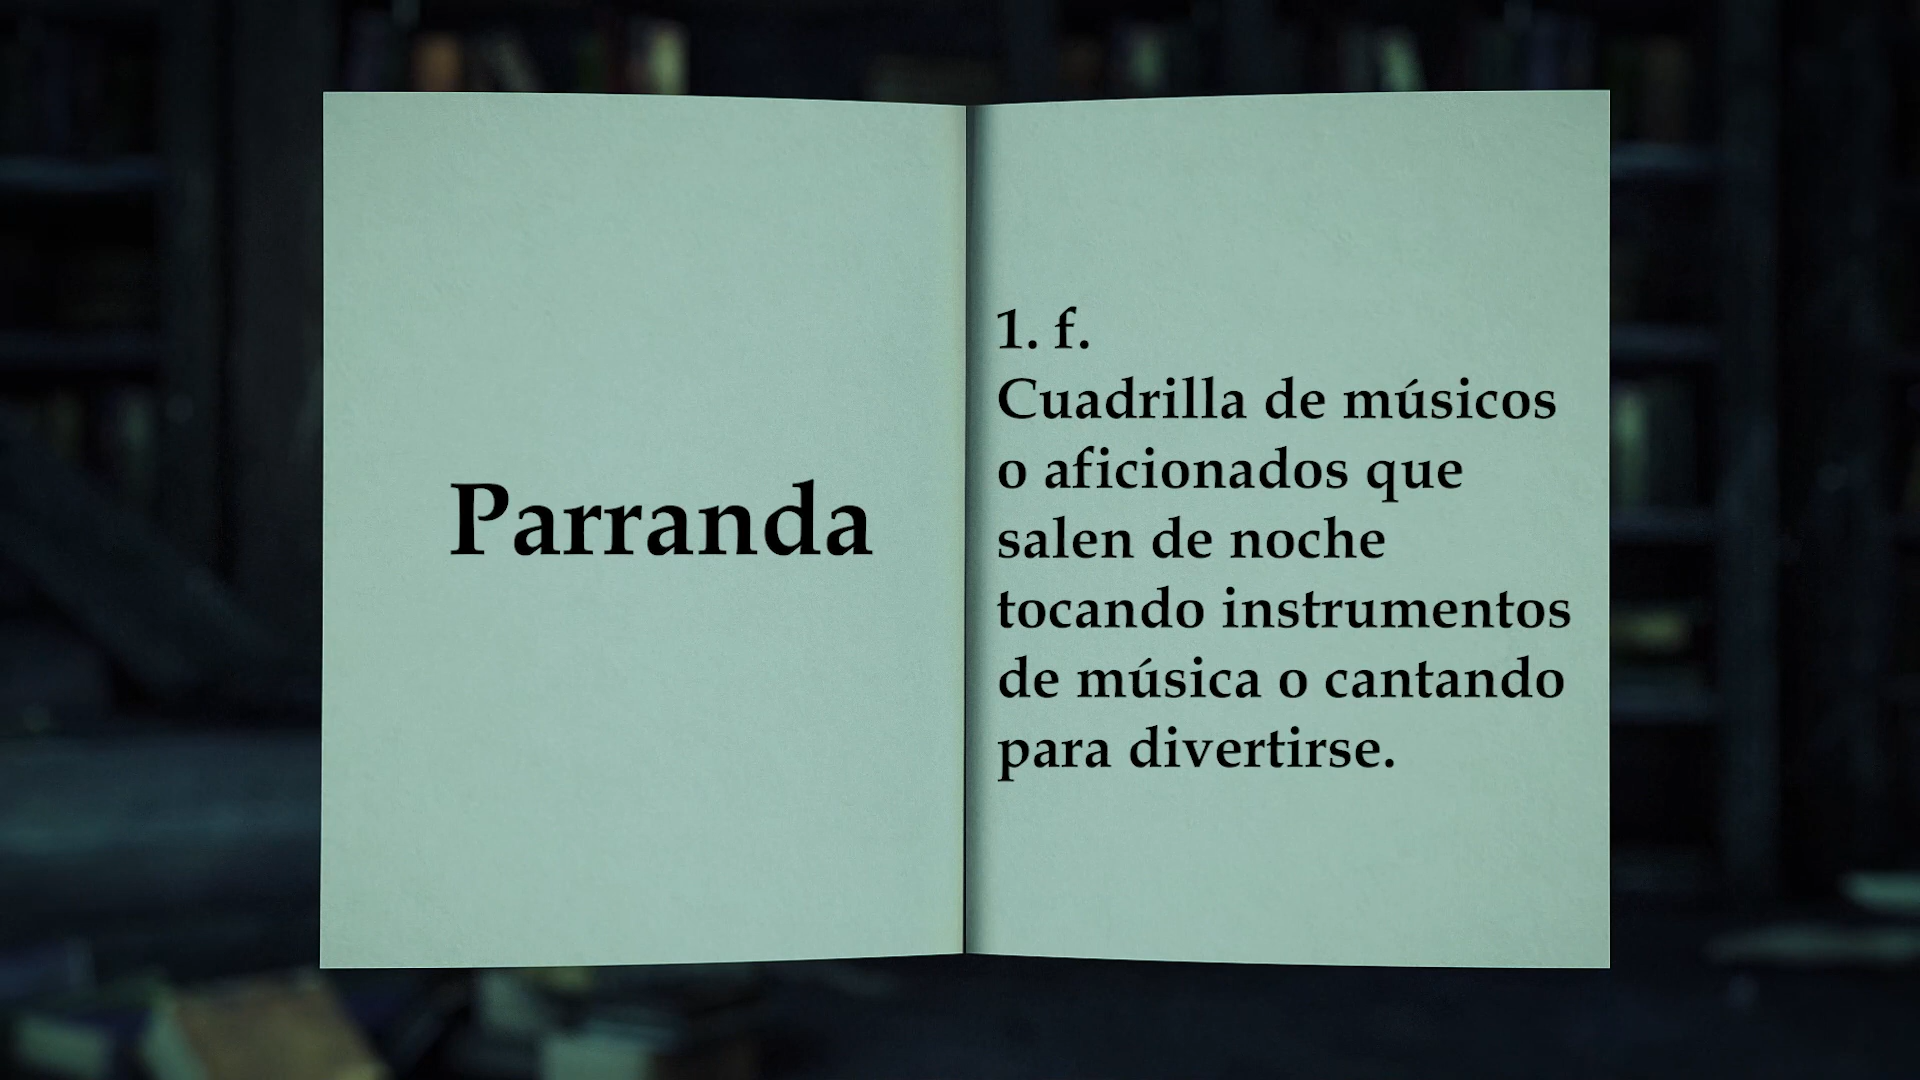 Parranda
1. f.
Cuadrilla de músicos
o aficionados que
salen de noche
tocando instrumentos
de música o cantando
para divertirse.